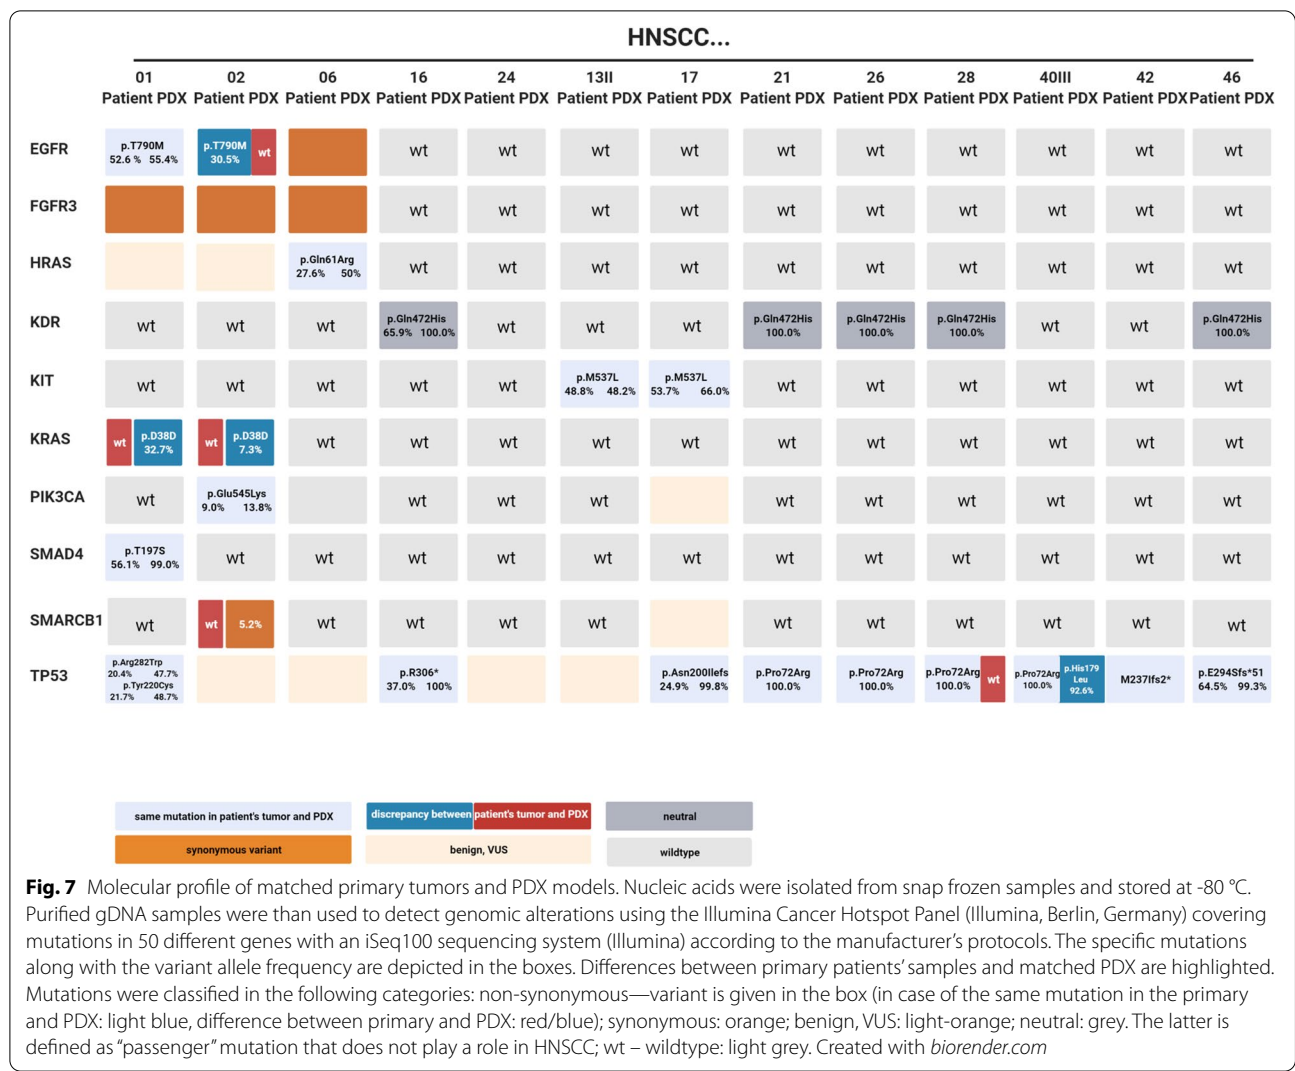 HNSCC...
01 02 06 16 24 13II 17 21 26 28 40III 42 46
Patient PDX Patient PDX Patient PDX Patient PDX Patient PDX Patient PDX Patient PDX Patient PDX Patient PDX Patient PDX Patient PDX Patient PDX Patient PDX
EGFR
p.T790M
52.6 % 55.4%
p.T790M
30.5%
wt
wt wt wt wt wt wt wt wt wt wt
FGFR3
wt wt wt wt wt wt wt wt wt wt
HRAS
p.Gln61Arg
27.6% 50%
wt wt wt wt wt wt wt wt wt wt
KDR
wt wt wt
p.Gln472His
65.9% 100.0%
wt wt wt
p.Gln472His
100.0%
p.Gln472His
100.0%
p.Gln472His
100.0%
wt wt
p.Gln472His
100.0%
KIT
wt wt wt wt wt
p.M537L
48.8% 48.2%
p.M537L
53.7% 66.0%
wt wt wt wt wt wt
KRAS
wt
p.D38D
32.7%
wt
p.D38D
7.3%
wt wt wt wt wt wt wt wt wt wt wt
PIK3CA
wt
p.Glu545Lys
9.0% 13.8%
wt wt wt
wt wt wt wt wt wt
SMAD4
p.T197S
56.1% 99.0%
wt wt wt wt wt wt wt wt wt wt wt wt
SMARCB1
wt
wt
5.2%
wt wt wt wt
wt wt wt wt wt wt
TP53
p.Arg282Trp
20.4% 47.7%
p.Tyr220Cys
21.7% 48.7%
p.R306*
37.0% 100%
p.Asn200Ilefs
24.9% 99.8%
p.Pro72Arg
100.0%
p.Pro72Arg
100.0%
p.Pro72Arg
100.0%
wt
p.Pro72Arg
100.0%
p.His179
Leu
92.6%
M237Ifs2*
p.E294Sfs*51
64.5% 99.3%
same mutation in patient's tumor and PDX
discrepancy between patient's tumor and PDX
neutral
synonymous variant
benign, VUS
wildtype
Fig. 7 Molecular profile of matched primary tumors and PDX models. Nucleic acids were isolated from snap frozen samples and stored at -80 °C.
Purified gDNA samples were than used to detect genomic alterations using the Illumina Cancer Hotspot Panel (Illumina, Berlin, Germany) covering
mutations in 50 different genes with an iSeq100 sequencing system (Illumina) according to the manufacturer's protocols. The specific mutations
along with the variant allele frequency are depicted in the boxes. Differences between primary patients' samples and matched PDX are highlighted.
Mutations were classified in the following categories: non-synonymous—variant is given in the box (in case of the same mutation in the primary
and PDX: light blue, difference between primary and PDX: red/blue); synonymous: orange; benign, VUS: light-orange; neutral: grey. The latter is
defined as "passenger" mutation that does not play a role in HNSCC; wt – wildtype: light grey. Created with biorender.com